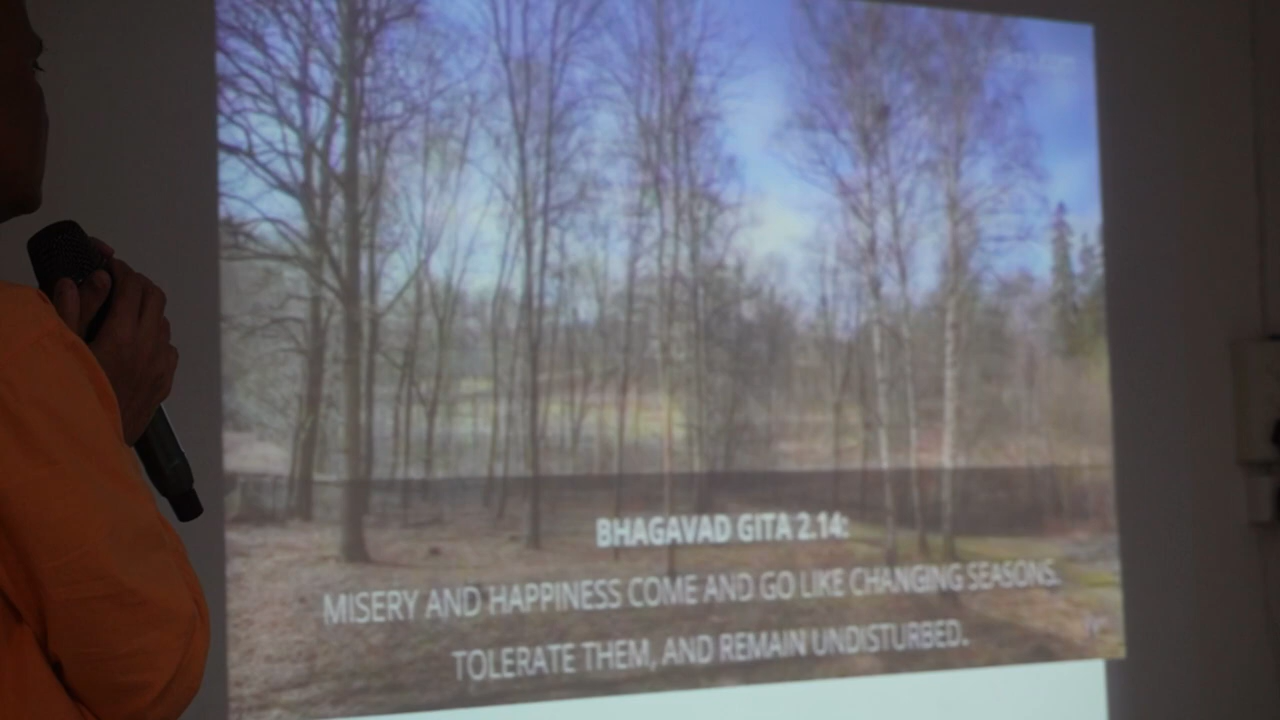 BHAGAVAD GITA 2.14:
MISERY AND HAPPINESS COME AND GO LIKE CHANGING SEASONS.
TOLERATE THEM, AND REMAIN UNDISTURBED.